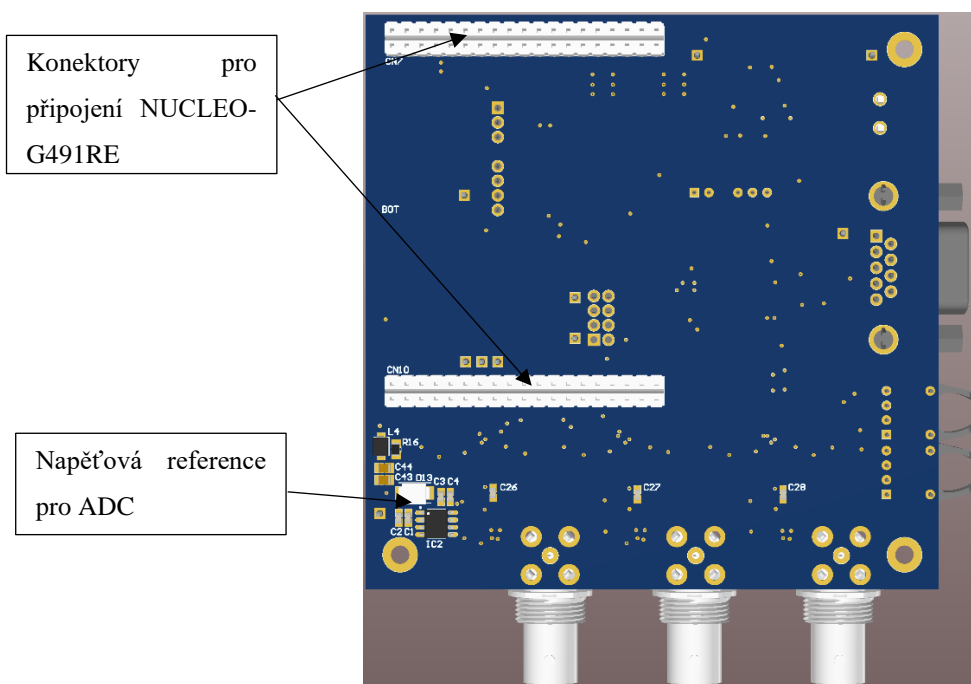 Konektory pro
připojení NUCLEO-
G491RE
CN7
BOT
CN10
L4
R16
C44
C43 D13
C3 C4
C26
C27
C28
C2 C1
IC2
Napěťová reference
pro ADC